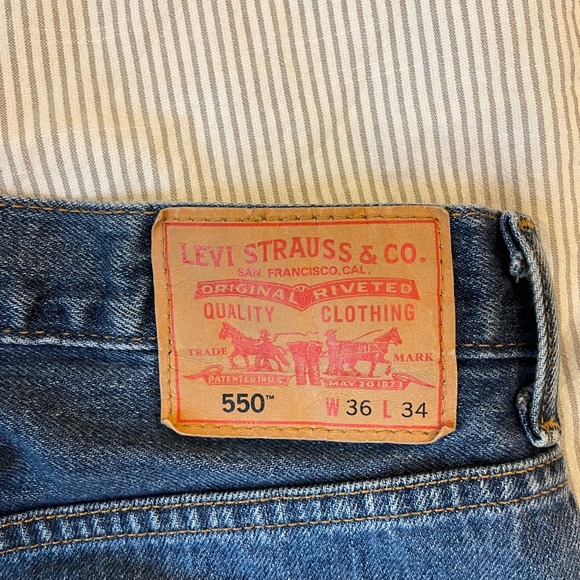 LEVI STRAUSS & CO.
SAN FRANCISCO, CAL.
ORIGINAL RIVETED
QUALITY CLOTHING
TRADE MARK
PATENTED IN U.S. MAY 20 1873
550™ W 36 L 34